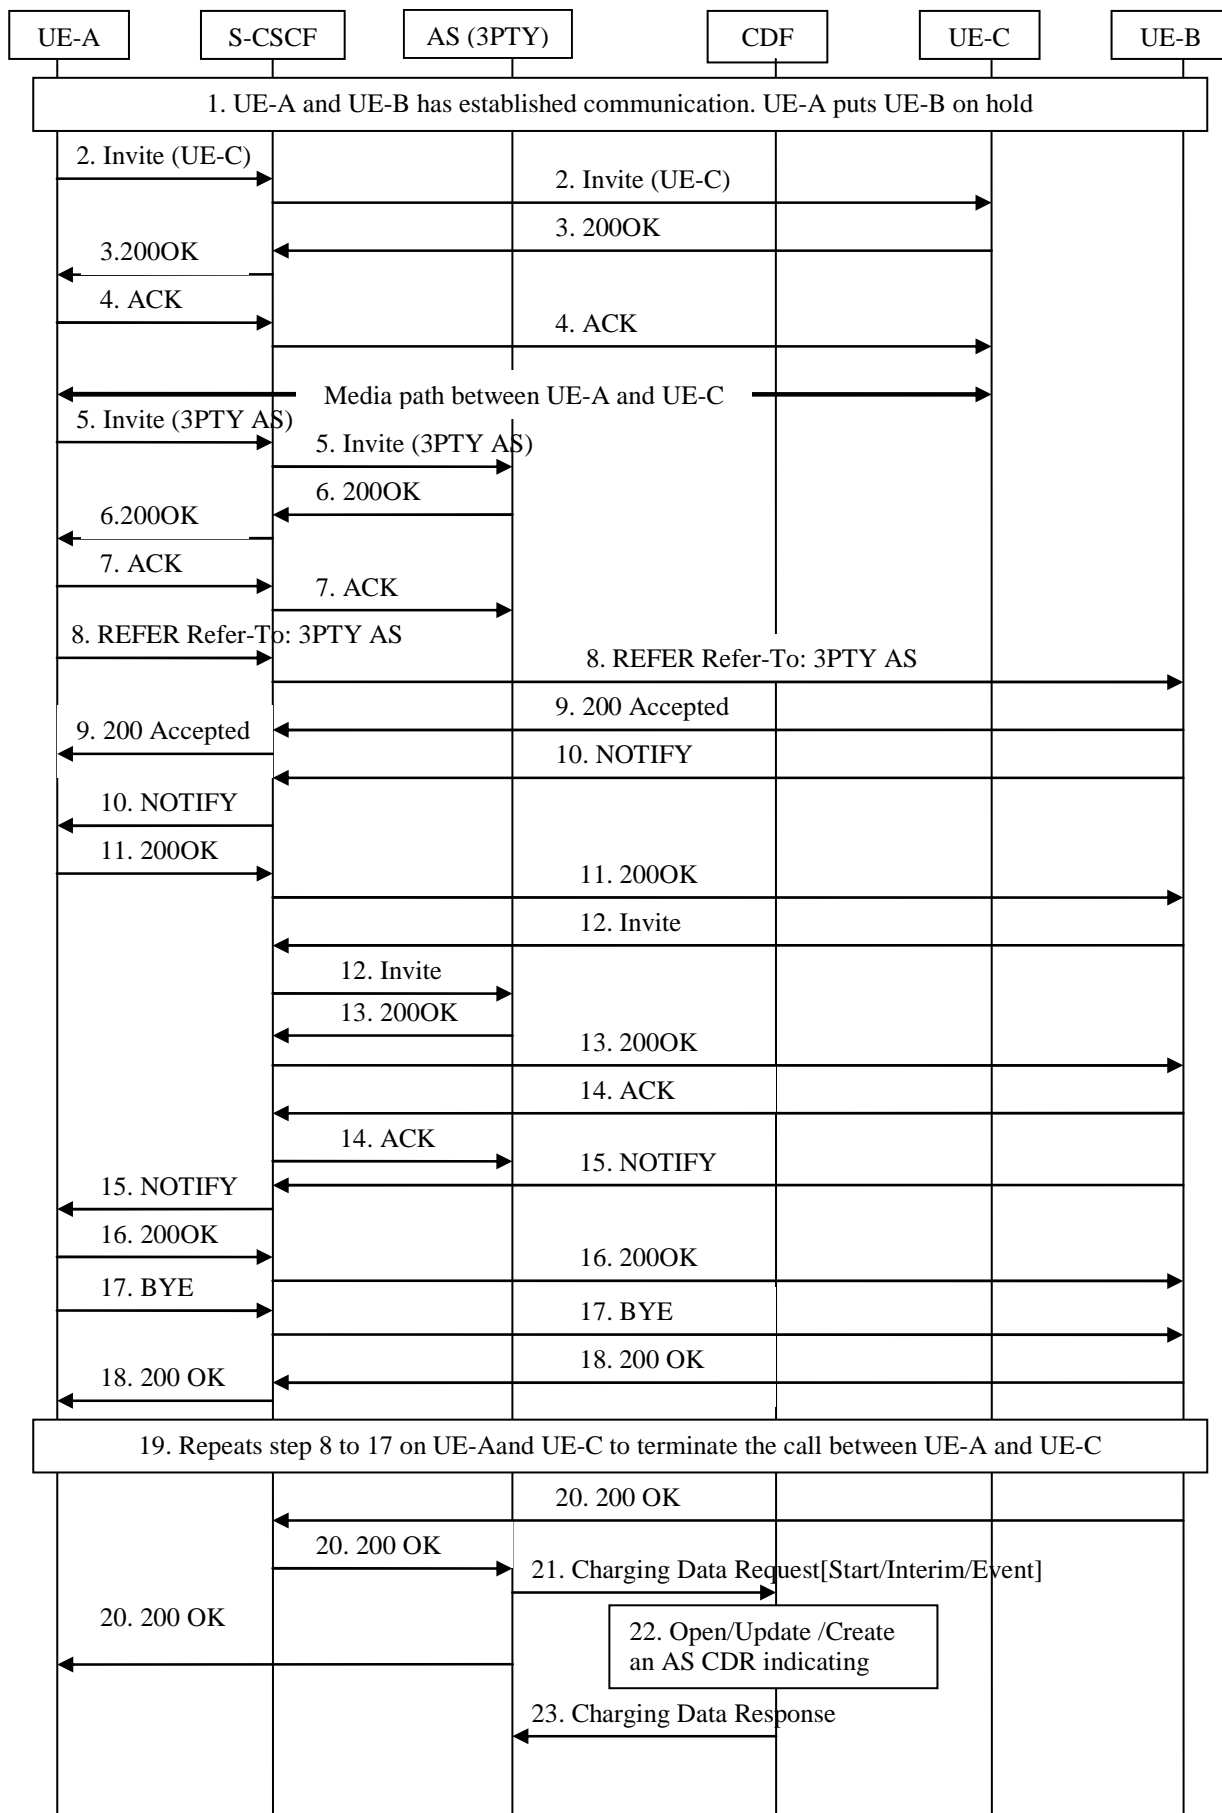 UE-A
S-CSCF
AS (3PTY)
CDF
UE-C
UE-B
1. UE-A and UE-B has established communication. UE-A puts UE-B on hold
2. Invite (UE-C)
2. Invite (UE-C)
3. 200OK
3.200OK
4. ACK
4. ACK
Media path between UE-A and UE-C
5. Invite (3PTY AS)
5. Invite (3PTY AS)
6. 200OK
6.200OK
7. ACK
7. ACK
8. REFER Refer-To: 3PTY AS
8. REFER Refer-To: 3PTY AS
9. 200 Accepted
9. 200 Accepted
10. NOTIFY
10. NOTIFY
11. 200OK
11. 200OK
12. Invite
12. Invite
13. 200OK
13. 200OK
14. ACK
14. ACK
15. NOTIFY
15. NOTIFY
16. 200OK
16. 200OK
17. BYE
17. BYE
18. 200 OK
18. 200 OK
19. Repeats step 8 to 17 on UE-Aand UE-C to terminate the call between UE-A and UE-C
20. 200 OK
20. 200 OK
21. Charging Data Request[Start/Interim/Event]
20. 200 OK
22. Open/Update /Create
an AS CDR indicating
23. Charging Data Response